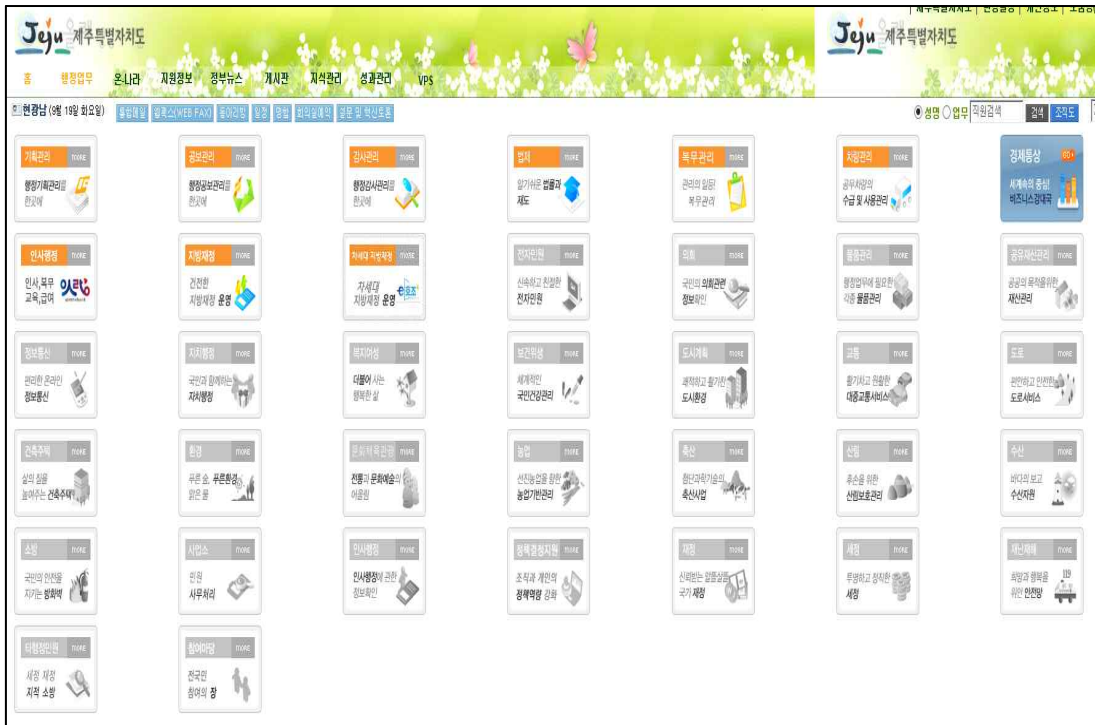 Jeju 제주특별자치도
Jeju 제주특별자치도
홈 행정업무 온-나라 지원정보 정부뉴스 게시판 지식관리 성과관리 VPS
현광남 (9월 19일 화요일) 통합메일 웹팩스(WEB FAX) 동아리방 일정 명함 회의실예약 설문 및 혁신토론 성명 업무 직원검색 검색 조직도
기획관리 more
행정기획관리를
한곳에
공보관리 more
행정공보관리를
한곳에
감사관리 more
행정감사관리를
한곳에
법제 more
알기쉬운 법률과
제도
복무관리 more
관리의 일등!
복무관리
차량관리 more
공무차량의
수급 및 사용관리
경제통상 GO
세계속의 중심!
비즈니스강대국
인사행정 more
인사,복무
교육,급여
인사랑
지방재정 more
건전한
지방재정 운영
차세대 지방재정 more
차세대
지방재정 운영
e호조
전자민원 more
신속하고 친절한
전자민원
의회 more
국민의 의회관련
정보확인
물품관리 more
행정업무에 필요한
각종 물품관리
공유재산관리 more
공공의 목적을위한
재산관리
정보통신 more
편리한 온라인
정보통신
자치행정 more
국민과 함께하는
자치행정
복지여성 more
더불어 사는
행복한 삶
보건위생 more
체계적인
국민건강관리
도시계획 more
쾌적하고 활기찬
도시환경
교통 more
활기차고 원활한
대중교통서비스
도로 more
편안하고 안전한
도로서비스
건축주택 more
삶의 질을
높여주는 건축주택
환경 more
푸른 숲, 푸른환경
맑은 물
문화체육관광 more
전통과 문화예술의
어울림
농업 more
선진농업을 향한
농업기반관리
축산 more
첨단과학기술의
축산사업
산림 more
후손을 위한
산림보호관리
수산 more
바다의 보고
수산자원
소방 more
국민의 안전을
지키는 방화벽
사업소 more
민원
사무처리
인사행정 more
인사행정에 관한
정보확인
정책결정지원 more
조직과 개인의
정책역량 강화
재정 more
신뢰받는 알뜰살뜰
국가 재정
세정 more
투명하고 정직한
세정
재난재해 more
희망과 행복을
위한 안전망
119
타행정민원 more
세정 재정
지적 소방
참여마당 more
전국민
참여의 장